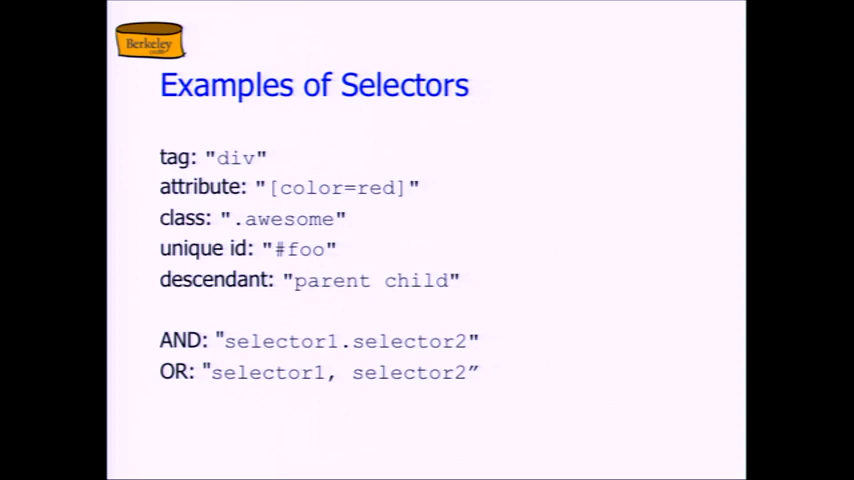 Berkeley
Examples of Selectors
tag: "div"
attribute: "[color=red]"
class: ".awesome"
unique id: "#foo"
descendant: "parent child"
AND: "selector1.selector2"
OR: "selector1, selector2”